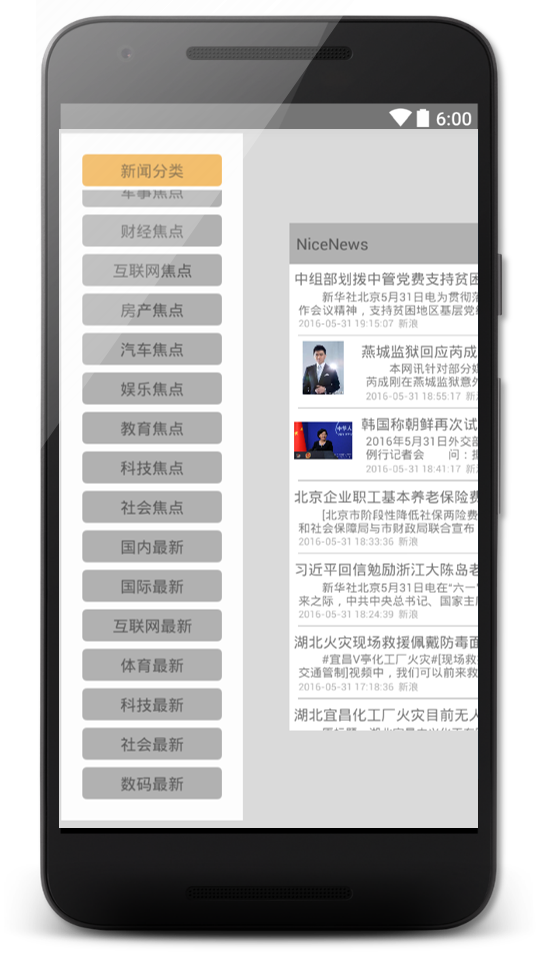 6:00
新闻分类
军事焦点
财经焦点
互联网焦点
房产焦点
汽车焦点
娱乐焦点
教育焦点
科技焦点
社会焦点
国内最新
国际最新
互联网最新
体育最新
科技最新
社会最新
数码最新
NiceNews
中组部划拨中管党费支持贫困
新华社北京5月31日电为贯彻落
作会议精神，支持贫困地区基层党组
2016-05-31 19:15:07 新浪
燕城监狱回应芮成
本网讯针对部分媒
芮成刚在燕城监狱意外
2016-05-31 18:55:17 新浪
韩国称朝鲜再次试
2016年5月31日外交部
例行记者会 问：据
2016-05-31 18:41:17 新浪
北京企业职工基本养老保险费
[北京市阶段性降低社保两险费
和社会保障局与市财政局联合宣布
2016-05-31 18:33:36 新浪
习近平回信勉励浙江大陈岛老
新华社北京5月31日电在“六一”
来之际，中共中央总书记、国家主席
2016-05-31 18:24:39 新浪
湖北火灾现场救援佩戴防毒面
#宜昌V亭化工厂火灾#[现场救
交通管制]视频中，我们可以前来救
2016-05-31 17:18:36 新浪
湖北宜昌化工厂火灾目前无人